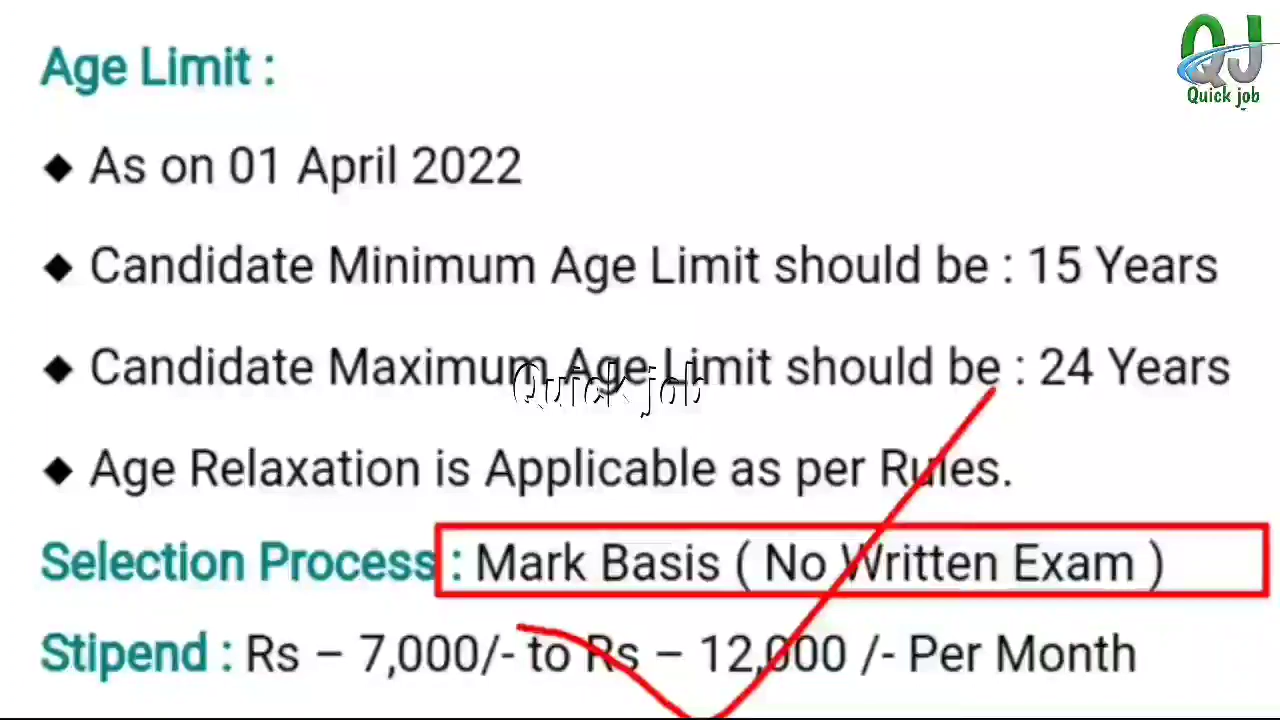 QJ
Quick job
Age Limit :
◆ As on 01 April 2022
◆ Candidate Minimum Age Limit should be : 15 Years
◆ Candidate Maximum Age Limit should be : 24 Years
Quick job
◆ Age Relaxation is Applicable as per Rules.
Selection Process : Mark Basis ( No Written Exam )
Stipend : Rs – 7,000/- to Rs – 12,000 /- Per Month